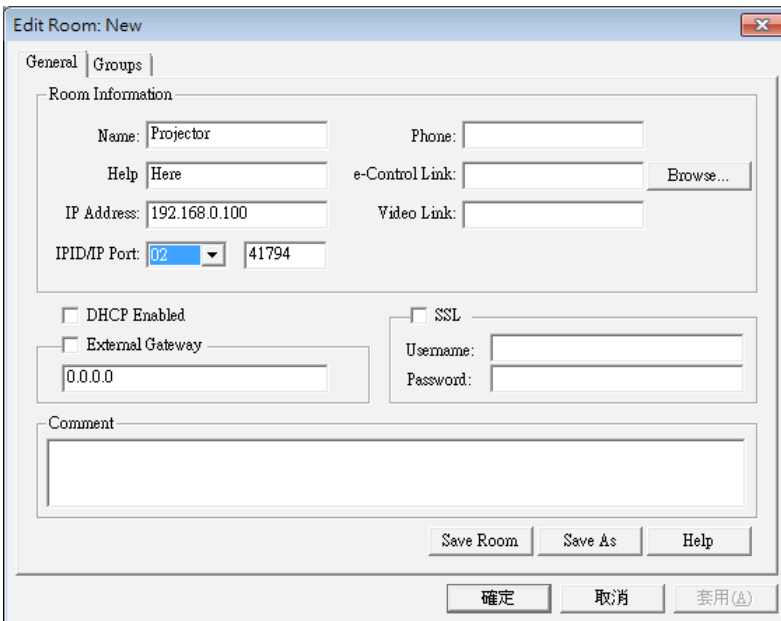 Edit Room: New
General Groups
Room Information
Name: Projector Phone:
Help Here e-Control Link: Browse...
IP Address: 192.168.0.100 Video Link:
IPID/IP Port: 02 41794
DHCP Enabled SSL
External Gateway Username:
0.0.0.0 Password:
Comment
Save Room Save As Help
確定 取消 套用(A)